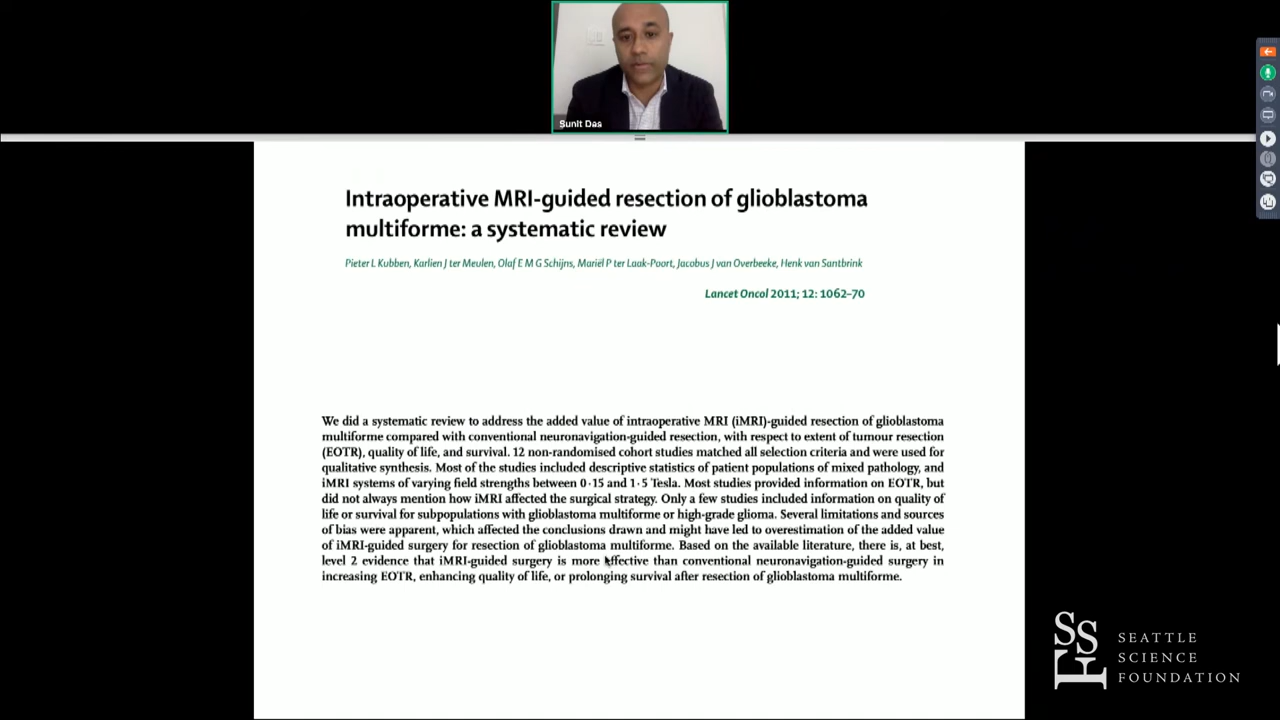 Sunit Das
Intraoperative MRI-guided resection of glioblastoma
multiforme: a systematic review
Pieter L Kubben, Karlien J ter Meulen, Olaf E M G Schijns, Mariël P ter Laak-Poort, Jacobus J van Overbeeke, Henk van Santbrink
Lancet Oncol 2011; 12: 1062–70
We did a systematic review to address the added value of intraoperative MRI (iMRI)-guided resection of glioblastoma
multiforme compared with conventional neuronavigation-guided resection, with respect to extent of tumour resection
(EOTR), quality of life, and survival. 12 non-randomised cohort studies matched all selection criteria and were used for
qualitative synthesis. Most of the studies included descriptive statistics of patient populations of mixed pathology, and
iMRI systems of varying field strengths between 0·15 and 1·5 Tesla. Most studies provided information on EOTR, but
did not always mention how iMRI affected the surgical strategy. Only a few studies included information on quality of
life or survival for subpopulations with glioblastoma multiforme or high-grade glioma. Several limitations and sources
of bias were apparent, which affected the conclusions drawn and might have led to overestimation of the added value
of iMRI-guided surgery for resection of glioblastoma multiforme. Based on the available literature, there is, at best,
level 2 evidence that iMRI-guided surgery is more effective than conventional neuronavigation-guided surgery in
increasing EOTR, enhancing quality of life, or prolonging survival after resection of glioblastoma multiforme.
SSF
SEATTLE
SCIENCE
FOUNDATION